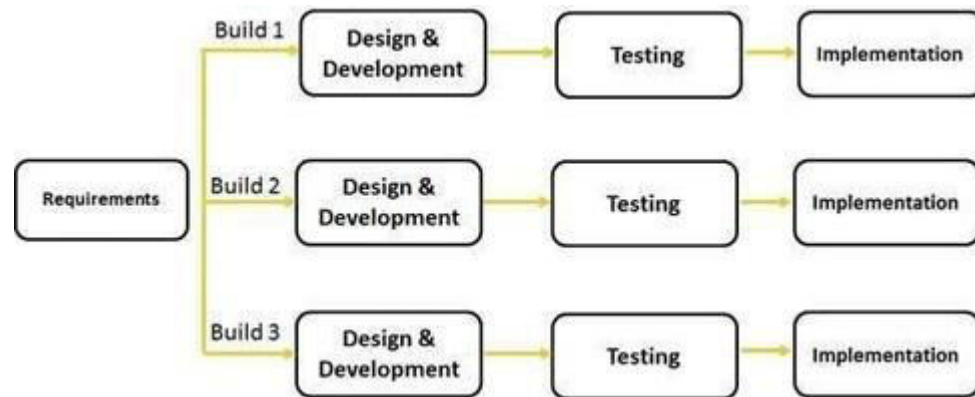 Build 1
Design &
Development
Testing
Implementation
Requirements
Build 2
Design &
Development
Testing
Implementation
Build 3
Design &
Development
Testing
Implementation